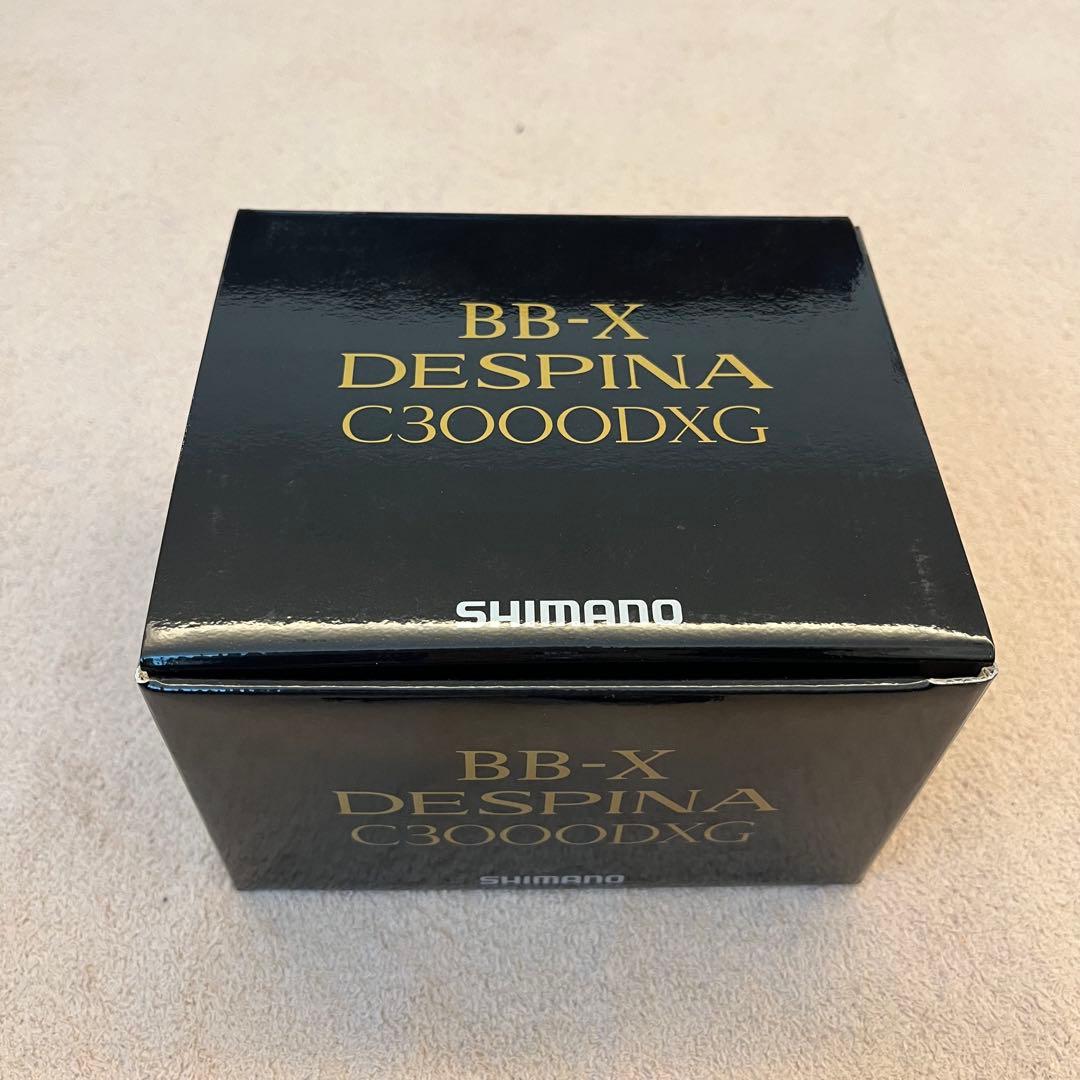 BB-X
DESPINA
C3000DXG
SHIMANO
BB-X
DESPINA
C3000DXG
SHIMANO